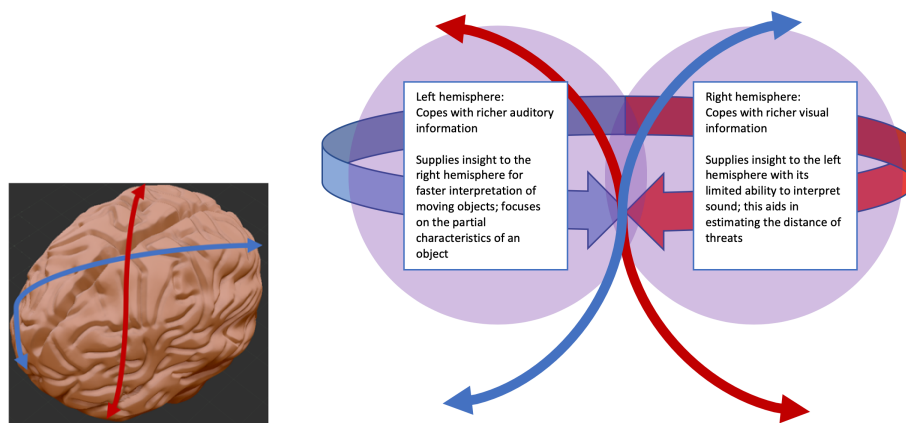 Left hemisphere:
Copes with richer auditory
information
Supplies insight to the
right hemisphere for
faster interpretation of
moving objects; focuses
on the partial
characteristics of an
object
Right hemisphere:
Copes with richer visual
information
Supplies insight to the left
hemisphere with its
limited ability to interpret
sound; this aids in
estimating the distance of
threats